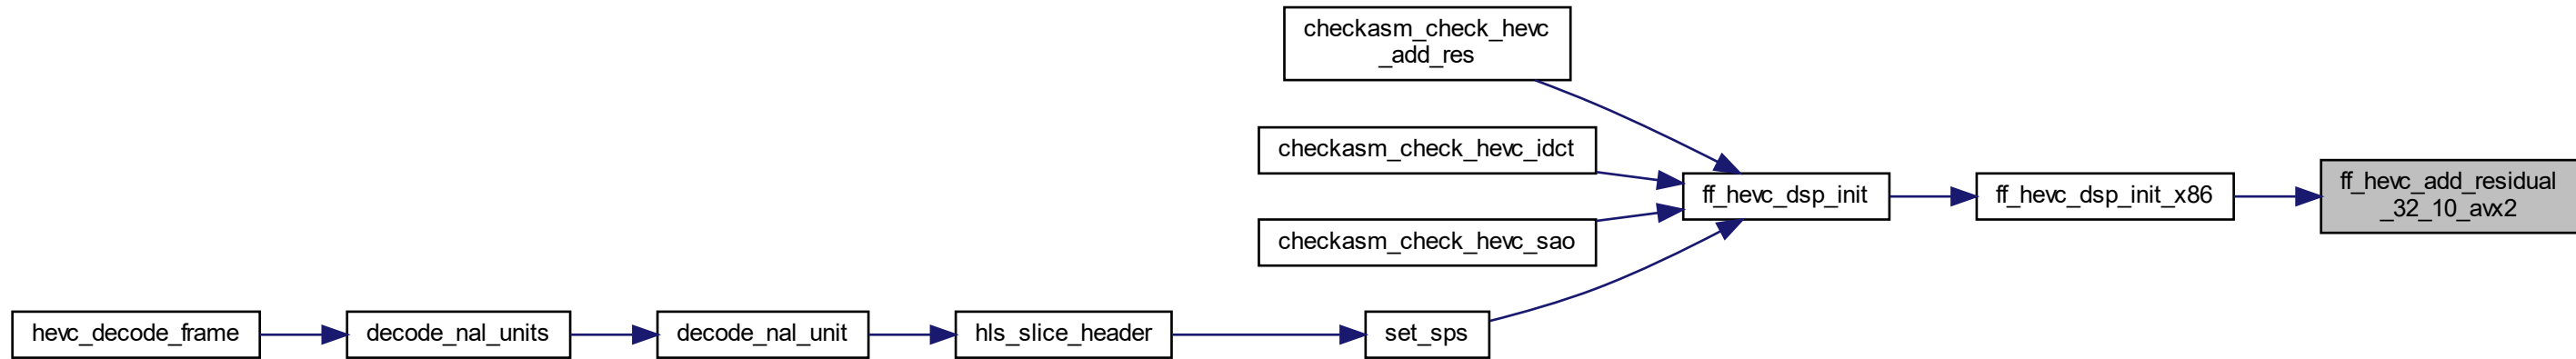 checkasm_check_hevc
_add_res
checkasm_check_hevc_idct
ff_hevc_add_residual
_32_10_avx2
ff_hevc_dsp_init
ff_hevc_dsp_init_x86
checkasm_check_hevc_sao
hevc_decode_frame
decode_nal_units
decode_nal_unit
hls_slice_header
set_sps